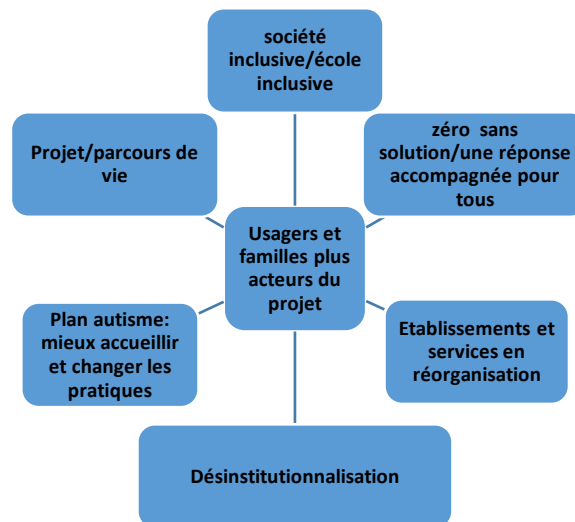 société
inclusive/école
inclusive
Projet/parcours de
vie
zéro sans
solution/une réponse
accompagnée pour
tous
Usagers et
familles plus
acteurs du
projet
Plan autisme:
mieux accueillir
et changer les
pratiques
Etablissements et
services en
réorganisation
Désinstitutionnalisation